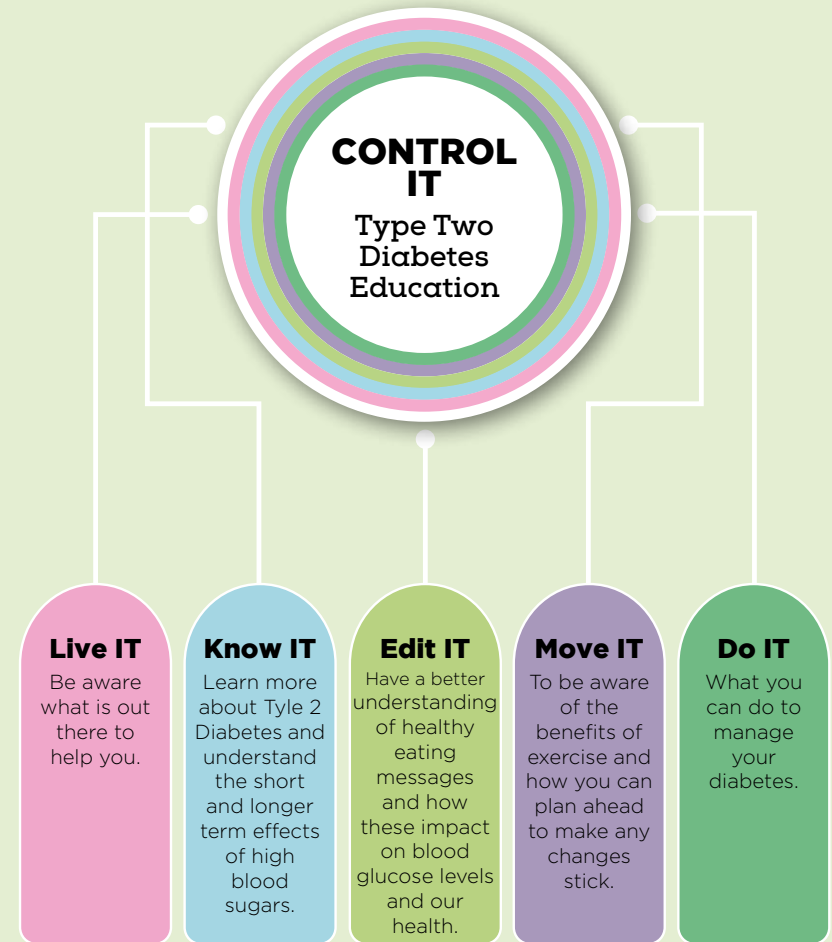 CONTROL
IT
Type Two
Diabetes
Education
Live IT
Be aware
what is out
there to
help you.
Know IT
Learn more
about Tyle 2
Diabetes and
understand
the short
and longer
term effects
of high
blood
sugars.
Edit IT
Have a better
understanding
of healthy
eating
messages
and how
these impact
on blood
glucose levels
and our
health.
Move IT
To be aware
of the
benefits of
exercise and
how you can
plan ahead
to make any
changes
stick.
Do IT
What you
can do to
manage
your
diabetes.